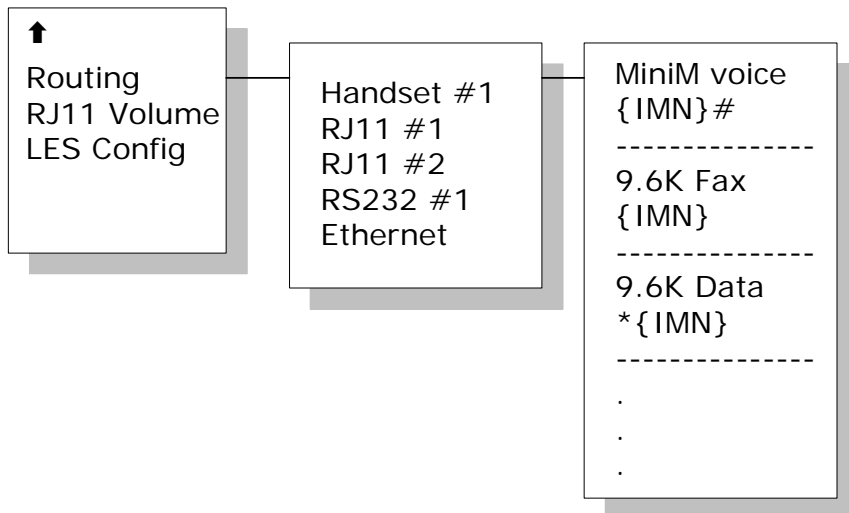 ⬆
Routing
RJ11 Volume
LES Config
Handset #1
RJ11 #1
RJ11 #2
RS232 #1
Ethernet
MiniM voice
{IMN}#
---------------
9.6K Fax
{IMN}
---------------
9.6K Data
*{IMN}
---------------
.
.
.